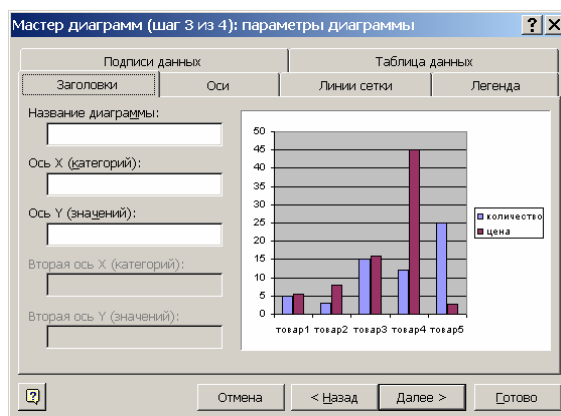 Мастер диаграмм (шаг 3 из 4): параметры диаграммы
Подписи данных Таблица данных
Заголовки Оси Линии сетки Легенда
Название диаграммы:
Ось X (категорий):
Ось Y (значений):
Вторая ось X (категорий):
Вторая ось Y (значений):
50
45
40
35
30
25
20
15
10
5
0
товар1 товар2 товар3 товар4 товар5
количество
цена
Отмена < Назад Далее > Готово